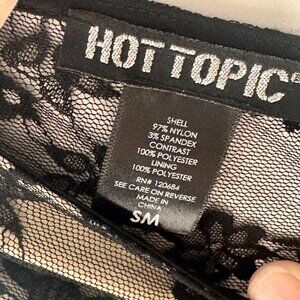 HOT TOPIC®
SHELL
97% NYLON
3% SPANDEX
CONTRAST
100% POLYESTER
LINING
100% POLYESTER
RN# 120684
SEE CARE ON REVERSE
MADE IN
CHINA
SM